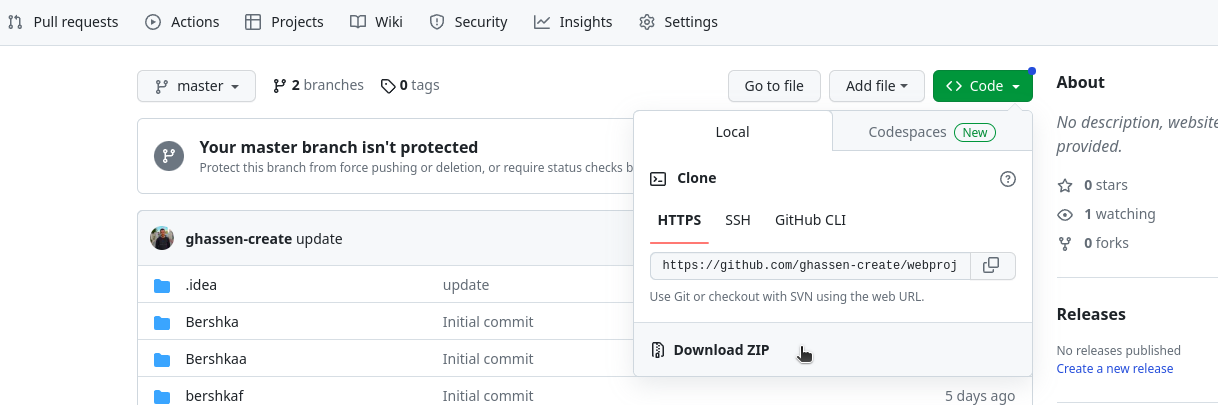 Pull requests Actions Projects Wiki Security Insights Settings
master 2 branches 0 tags Go to file Add file Code
Your master branch isn't protected
Protect this branch from force pushing or deletion, or require status checks b
ghassen-create update
.idea update
Bershka Initial commit
Bershkaa Initial commit
bershkaf Initial commit 5 days ago
Local Codespaces New
Clone
HTTPS SSH GitHub CLI
https://github.com/ghassen-create/webproj
Use Git or checkout with SVN using the web URL.
Download ZIP
About
No description, website
provided.
0 stars
1 watching
0 forks
Releases
No releases published
Create a new release